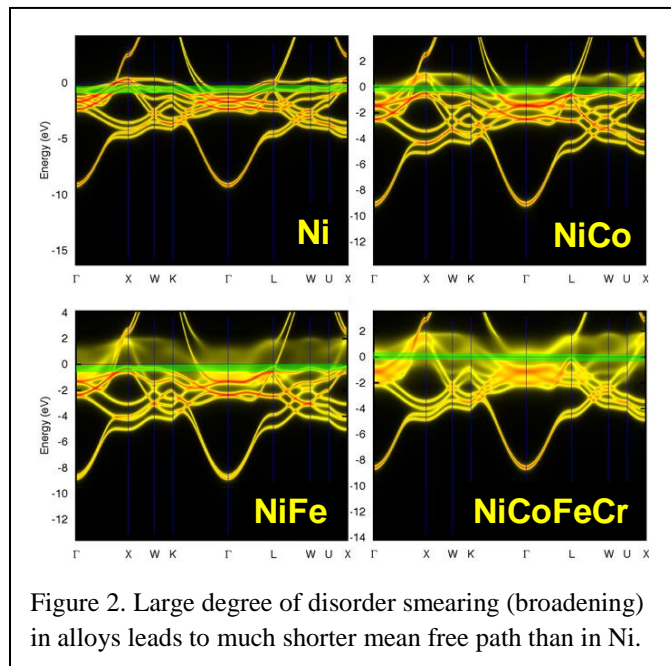 0
-5
-10
-15
Energy (eV)
Γ X W K Γ L W U X
Ni
2
0
-2
-4
-6
-8
-10
-12
Γ X W K Γ L W U X
NiCo
4
2
0
-2
-4
-6
-8
-10
-12
Energy (eV)
Γ X W K Γ L W U X
NiFe
2
0
-2
-4
-6
-8
-10
-12
-14
Γ X W K Γ L W U X
NiCoFeCr
Figure 2. Large degree of disorder smearing (broadening)
in alloys leads to much shorter mean free path than in Ni.